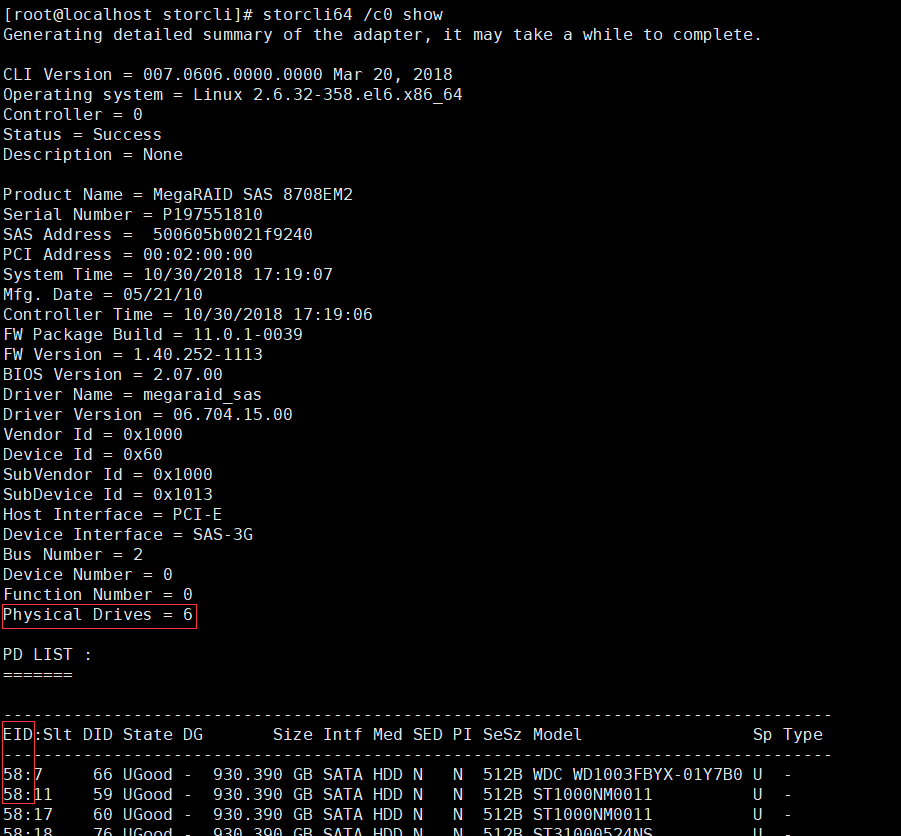 [root@localhost storcli]# storcli64 /c0 show
Generating detailed summary of the adapter, it may take a while to complete.
CLI Version = 007.0606.0000.0000 Mar 20, 2018
Operating system = Linux 2.6.32-358.el6.x86_64
Controller = 0
Status = Success
Description = None
Product Name = MegaRAID SAS 8708EM2
Serial Number = P197551810
SAS Address =  500605b0021f9240
PCI Address = 00:02:00:00
System Time = 10/30/2018 17:19:07
Mfg. Date = 05/21/10
Controller Time = 10/30/2018 17:19:06
FW Package Build = 11.0.1-0039
FW Version = 1.40.252-1113
BIOS Version = 2.07.00
Driver Name = megaraid_sas
Driver Version = 06.704.15.00
Vendor Id = 0x1000
Device Id = 0x60
SubVendor Id = 0x1000
SubDevice Id = 0x1013
Host Interface = PCI-E
Device Interface = SAS-3G
Bus Number = 2
Device Number = 0
Function Number = 0
Physical Drives = 6
PD LIST :
=======
-----------------------------------------------------------------------------------
EID:Slt DID State DG       Size Intf Med SED PI SeSz Model                 Sp Type
-----------------------------------------------------------------------------------
58:7     66 UGood -  930.390 GB SATA HDD N   N  512B WDC WD1003FBYX-01Y7B0 U  -
58:11    59 UGood -  930.390 GB SATA HDD N   N  512B ST1000NM0011          U  -
58:17    60 UGood -  930.390 GB SATA HDD N   N  512B ST1000NM0011          U  -
58:18    76 UGood -  930.390 GB SATA HDD N   N  512B ST31000524NS          U  -